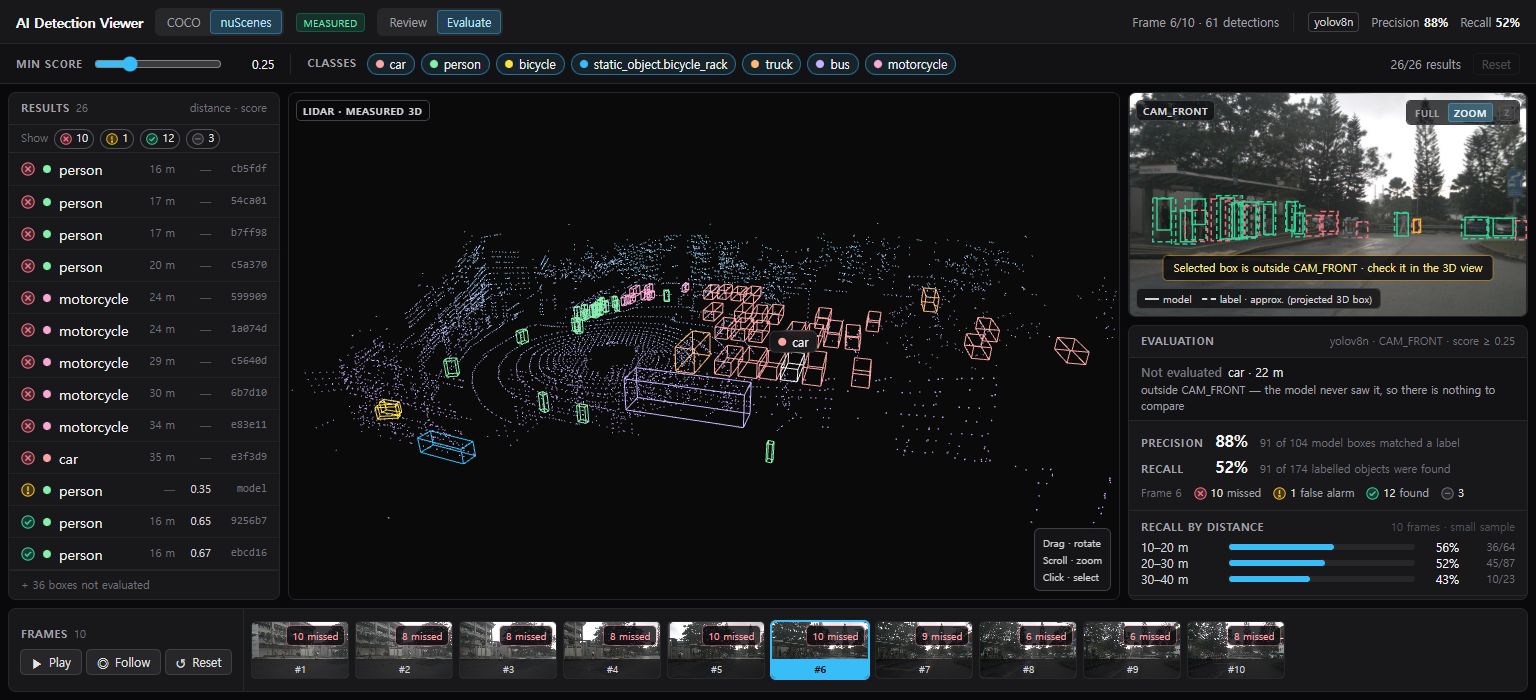 AI Detection Viewer COCO nuScenes MEASURED Review Evaluate Frame 6/10 · 61 detections yolov8n Precision 88% Recall 52%
MIN SCORE 0.25 CLASSES car person bicycle static_object.bicycle_rack truck bus motorcycle 26/26 results Reset
RESULTS 26 distance · score
Show 10 1 12 3
person 16 m — cb5fdf
person 17 m — 54ca01
person 17 m — b7ff98
person 20 m — c5a370
motorcycle 24 m — 599909
motorcycle 24 m — 1a074d
motorcycle 29 m — c5640d
motorcycle 30 m — 6b7d10
motorcycle 34 m — e83e11
car 35 m — e3f3d9
person — 0.35 model
person 16 m 0.65 9256b7
person 16 m 0.67 ebcd16
+ 36 boxes not evaluated
LIDAR · MEASURED 3D
car
Drag · rotate
Scroll · zoom
Click · select
CAM_FRONT FULL ZOOM Z
Selected box is outside CAM_FRONT · check it in the 3D view
model label · approx. (projected 3D box)
EVALUATION yolov8n · CAM_FRONT · score ≥ 0.25
Not evaluated car · 22 m
outside CAM_FRONT — the model never saw it, so there is nothing to
compare
PRECISION 88% 91 of 104 model boxes matched a label
RECALL 52% 91 of 174 labelled objects were found
Frame 6 10 missed 1 false alarm 12 found 3
RECALL BY DISTANCE 10 frames · small sample
10–20 m 56% 36/64
20–30 m 52% 45/87
30–40 m 43% 10/23
FRAMES 10
Play Follow Reset
10 missed 8 missed 8 missed 8 missed 10 missed 10 missed 9 missed 6 missed 6 missed 8 missed
#1 #2 #3 #4 #5 #6 #7 #8 #9 #10